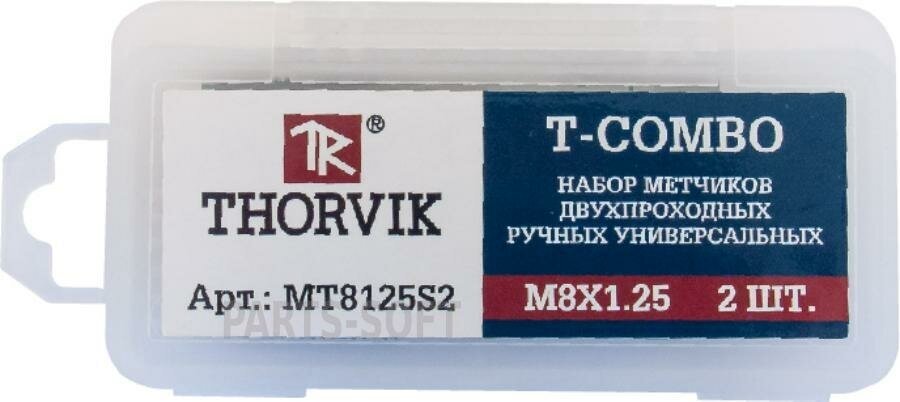 TR®
THORVIK
Арт.: MT8125S2
T-COMBO
НАБОР МЕТЧИКОВ
ДВУХПРОХОДНЫХ
РУЧНЫХ УНИВЕРСАЛЬНЫХ
M8X1.25 2 ШТ.
PARTS-SOFT